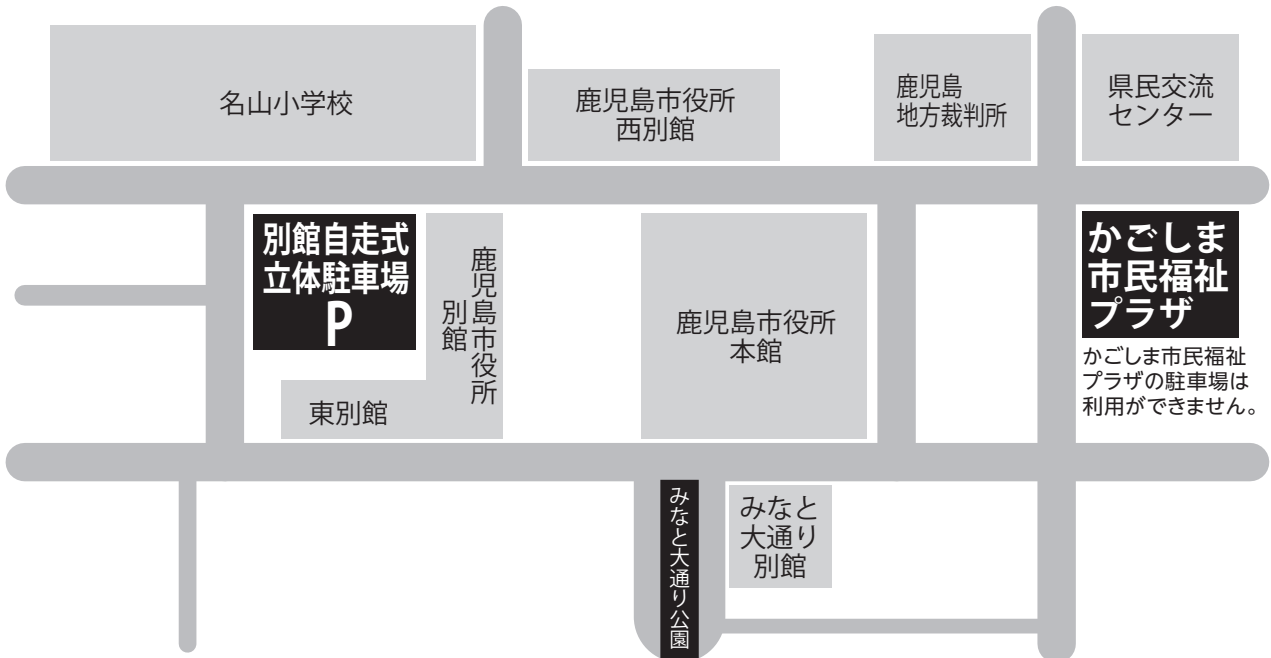 名山小学校
鹿児島市役所
西別館
鹿児島
地方裁判所
県民交流
センター
別館自走式
立体駐車場
P
鹿児島市役所
別館
東別館
鹿児島市役所
本館
かごしま
市民福祉
プラザ
かごしま市民福祉
プラザの駐車場は
利用ができません。
みなと大通り公園
みなと
大通り
別館